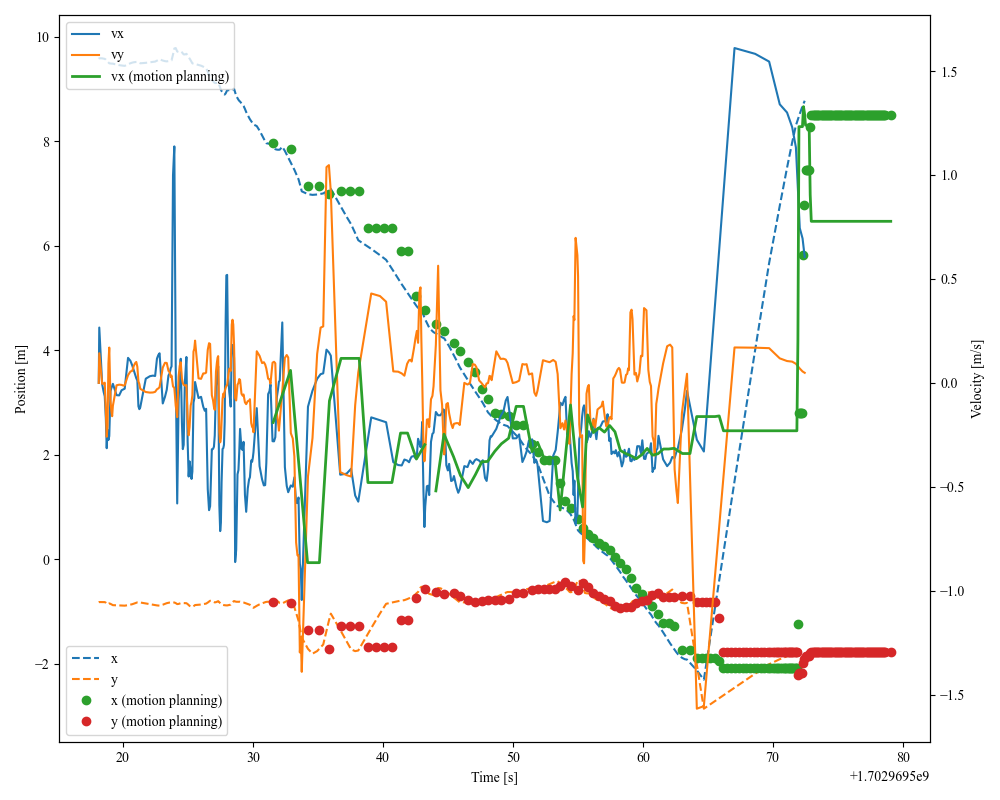 vx
vy
vx (motion planning)
x
y
x (motion planning)
y (motion planning)
Position [m]
10
8
6
4
2
0
−2
Velocity [m/s]
1.5
1.0
0.5
0.0
−0.5
−1.0
−1.5
20 30 40 50 60 70 80
Time [s]
+1.7029695e9